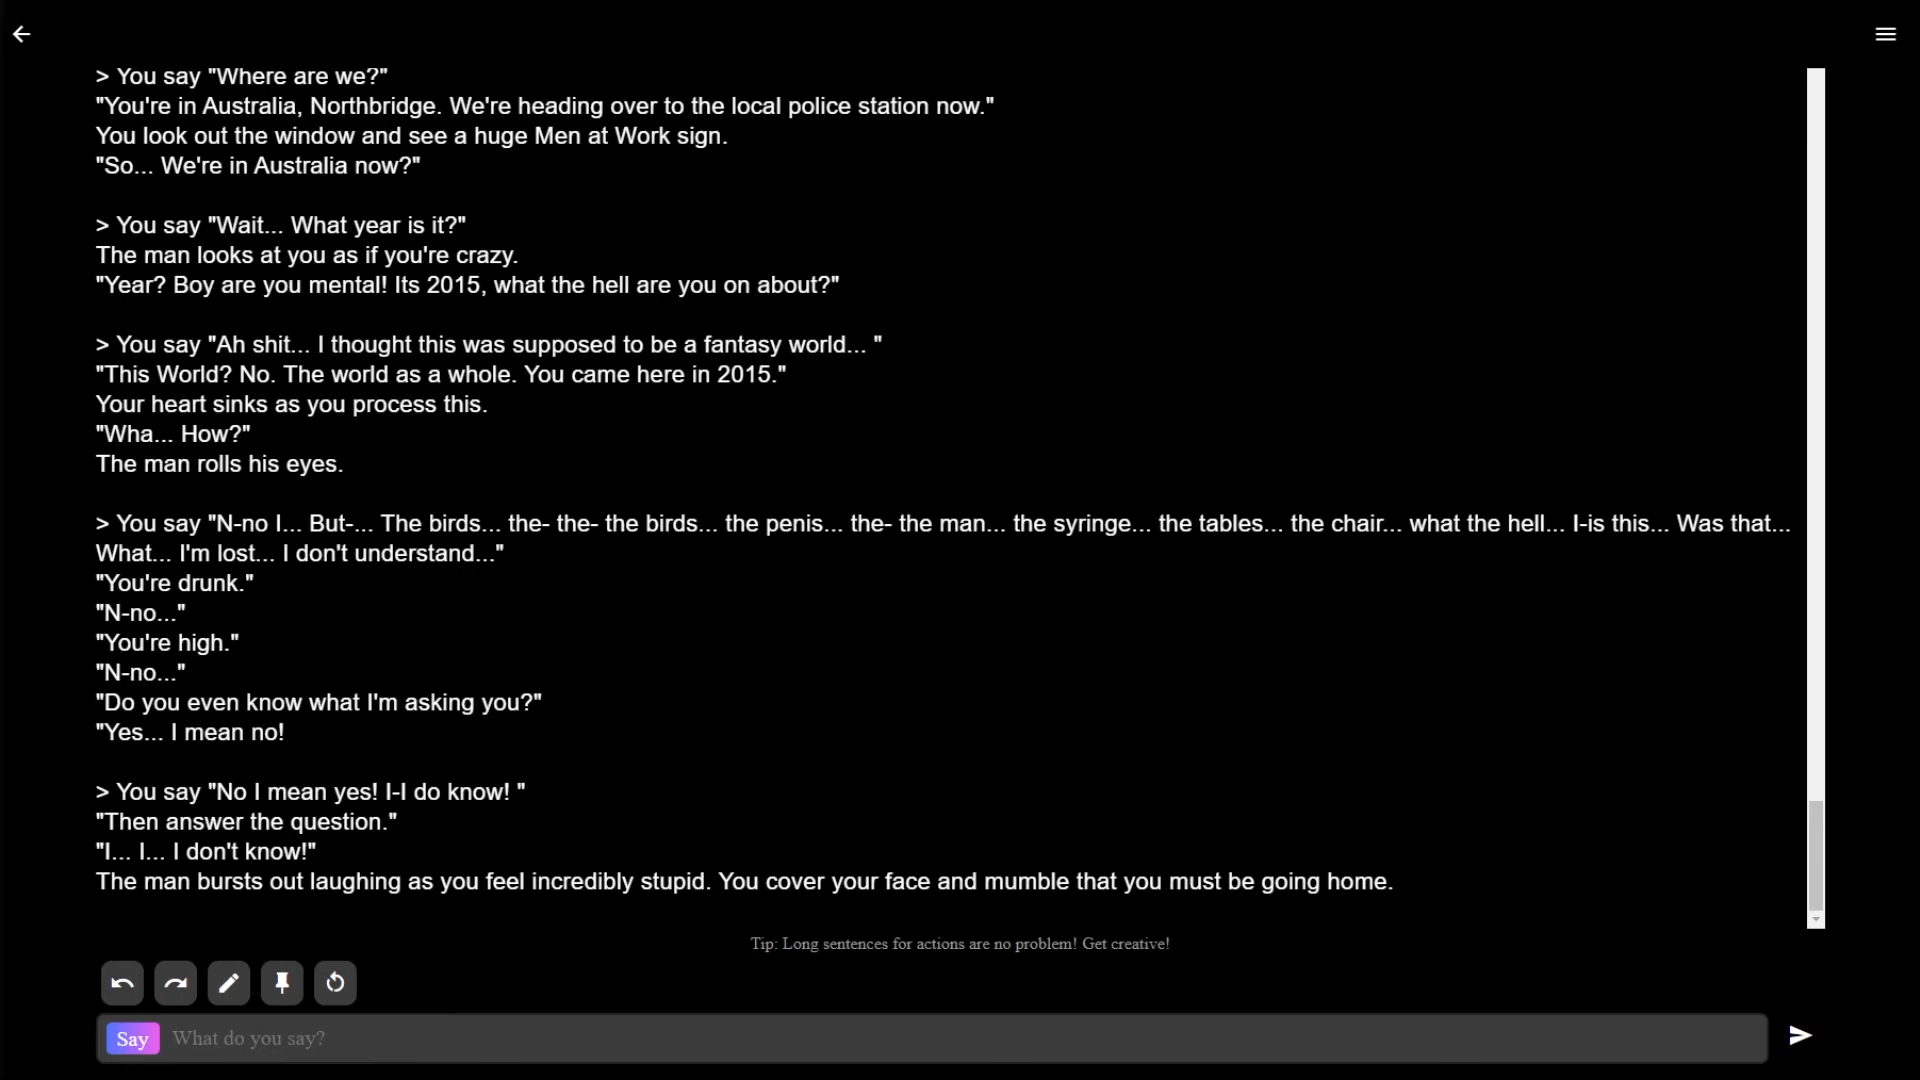 > You say "Where are we?"
"You're in Australia, Northbridge. We're heading over to the local police station now."
You look out the window and see a huge Men at Work sign.
"So... We're in Australia now?"
> You say "Wait... What year is it?"
The man looks at you as if you're crazy.
"Year? Boy are you mental! Its 2015, what the hell are you on about?"
> You say "Ah shit... I thought this was supposed to be a fantasy world... "
"This World? No. The world as a whole. You came here in 2015."
Your heart sinks as you process this.
"Wha... How?"
The man rolls his eyes.
> You say "N-no I... But-... The birds... the- the- the birds... the penis... the- the man... the syringe... the tables... the chair... what the hell... I-is this... Was that...
What... I'm lost... I don't understand..."
"You're drunk."
"N-no..."
"You're high."
"N-no..."
"Do you even know what I'm asking you?"
"Yes... I mean no!
> You say "No I mean yes! I-I do know! "
"Then answer the question."
"I... I... I don't know!"
The man bursts out laughing as you feel incredibly stupid. You cover your face and mumble that you must be going home.
Tip: Long sentences for actions are no problem! Get creative!
Say What do you say?